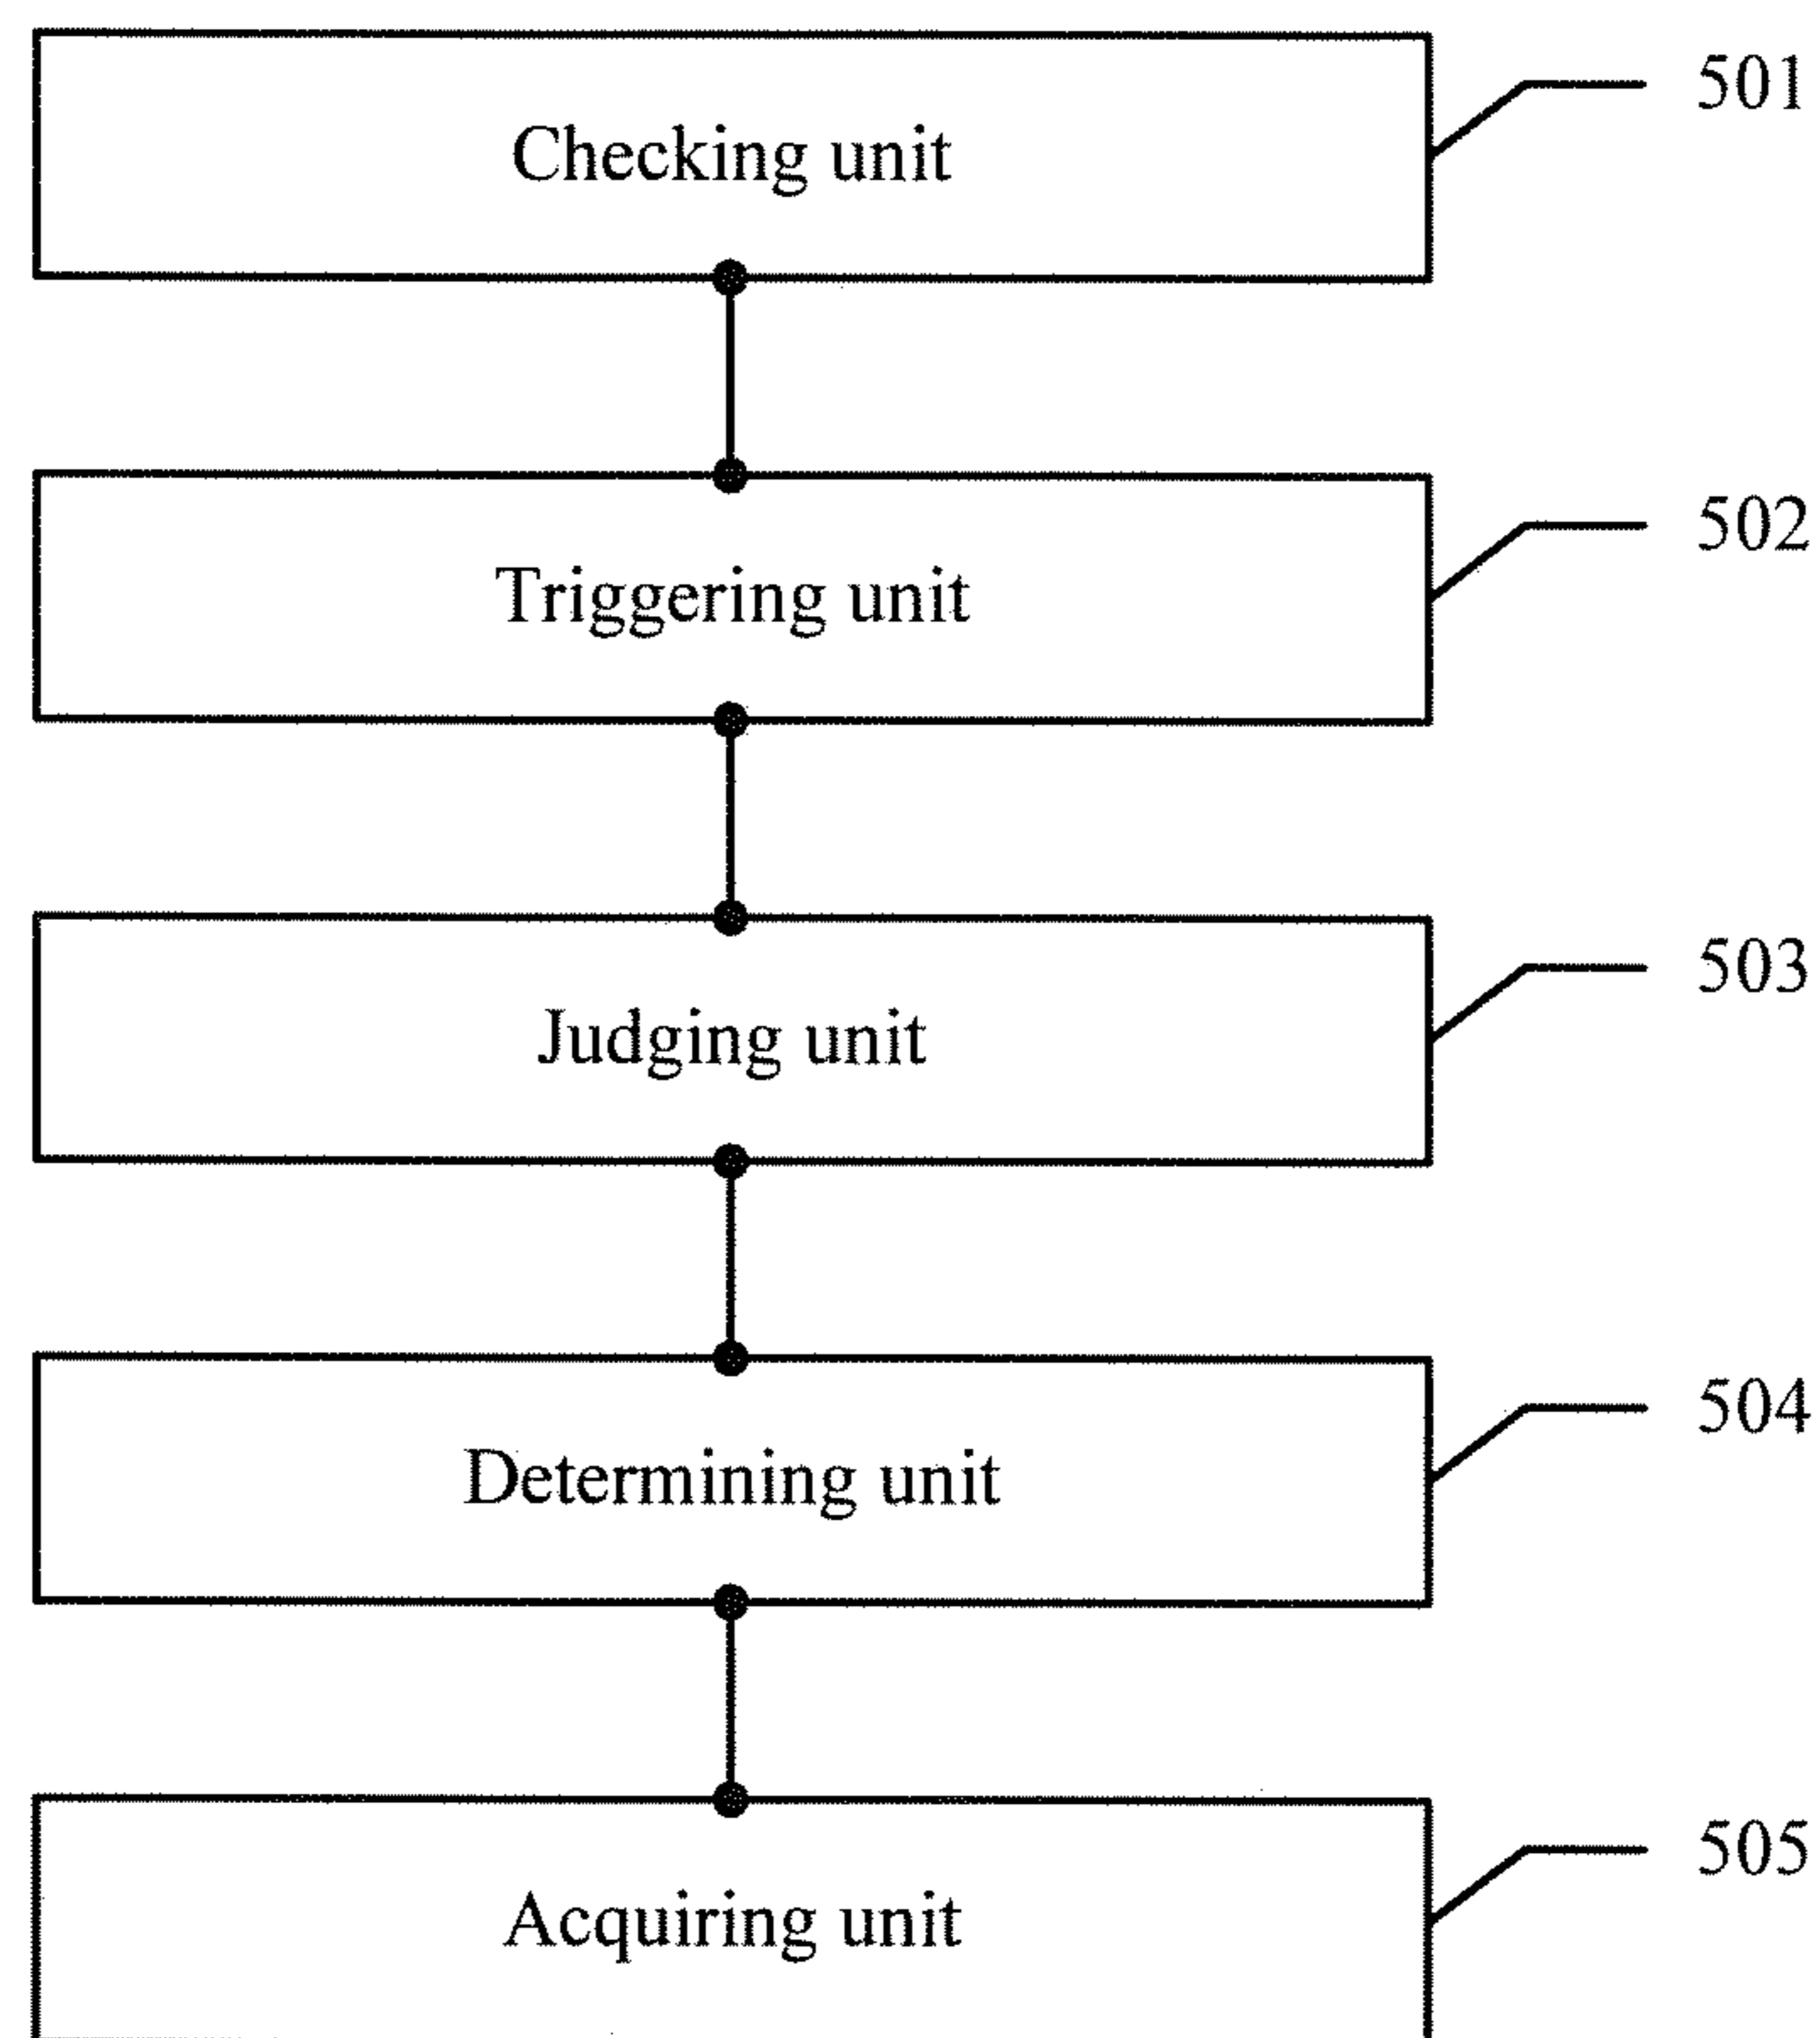 501
Checking unit
502
Triggering unit
503
Judging unit
504
Determining unit
505
Acquiring unit